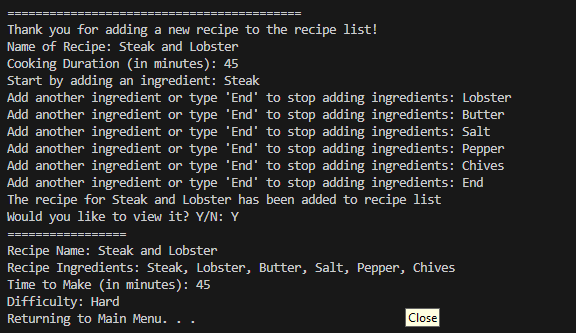 ==========================================
Thank you for adding a new recipe to the recipe list!
Name of Recipe: Steak and Lobster
Cooking Duration (in minutes): 45
Start by adding an ingredient: Steak
Add another ingredient or type 'End' to stop adding ingredients: Lobster
Add another ingredient or type 'End' to stop adding ingredients: Butter
Add another ingredient or type 'End' to stop adding ingredients: Salt
Add another ingredient or type 'End' to stop adding ingredients: Pepper
Add another ingredient or type 'End' to stop adding ingredients: Chives
Add another ingredient or type 'End' to stop adding ingredients: End
The recipe for Steak and Lobster has been added to recipe list
Would you like to view it? Y/N: Y
=================
Recipe Name: Steak and Lobster
Recipe Ingredients: Steak, Lobster, Butter, Salt, Pepper, Chives
Time to Make (in minutes): 45
Difficulty: Hard
Returning to Main Menu. . .
Close